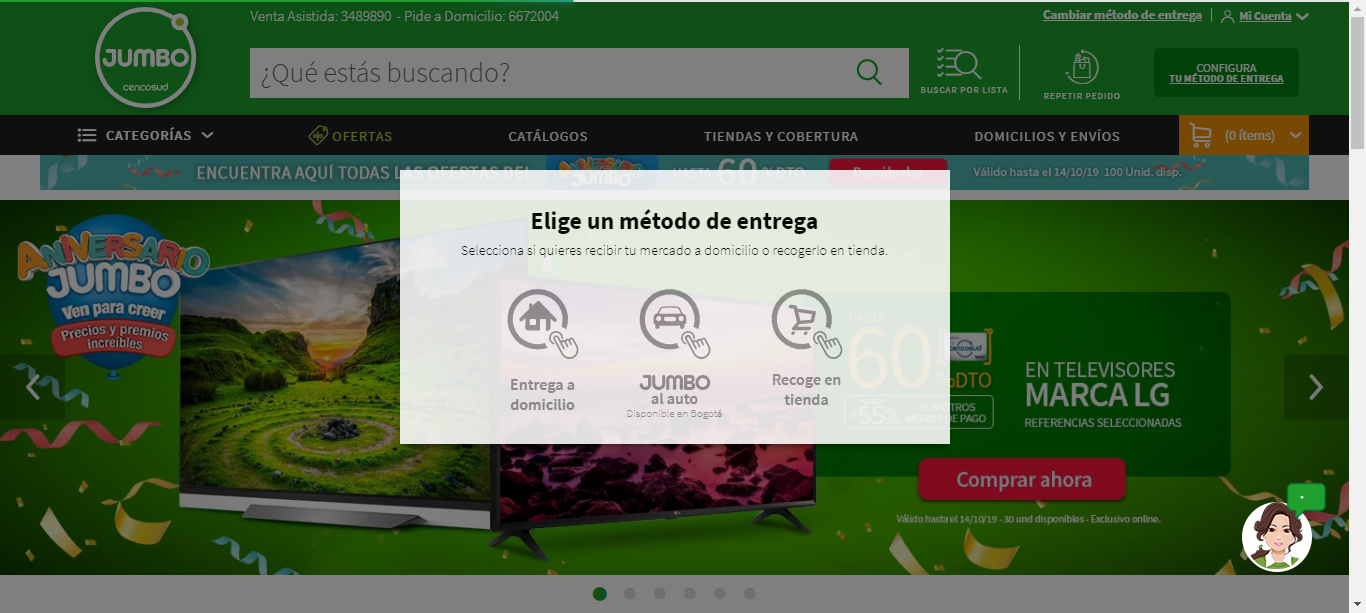 Venta Asistida: 3489890 - Pide a Domicilio: 6672004
Cambiar método de entrega
Mi Cuenta
JUMBO
cencosud
¿Qué estás buscando?
BUSCAR POR LISTA
REPETIR PEDIDO
CONFIGURA
TU MÉTODO DE ENTREGA
CATEGORÍAS
OFERTAS
CATÁLOGOS
TIENDAS Y COBERTURA
DOMICILIOS Y ENVÍOS
(0 ítems)
ENCUENTRA AQUÍ TODAS LAS OFERTAS DEL
JUMBO
HASTA 60 %DTO
Válido hasta el 14/10/19 100 Unid. disp.
Elige un método de entrega
Selecciona si quieres recibir tu mercado a domicilio o recogerlo en tienda.
Entrega a
domicilio
JUMBO
al auto
Disponible en Bogotá
Recoge en
tienda
ANIVERSARIO
JUMBO
Ven para creer
Precios y premios
increíbles
HASTA
60 %DTO
cencosud
55%
CON OTROS
MEDIOS DE PAGO
EN TELEVISORES
MARCA LG
REFERENCIAS SELECCIONADAS
Comprar ahora
Válido hasta el 14/10/19 -30 und disponibles - Exclusivo online.
LG